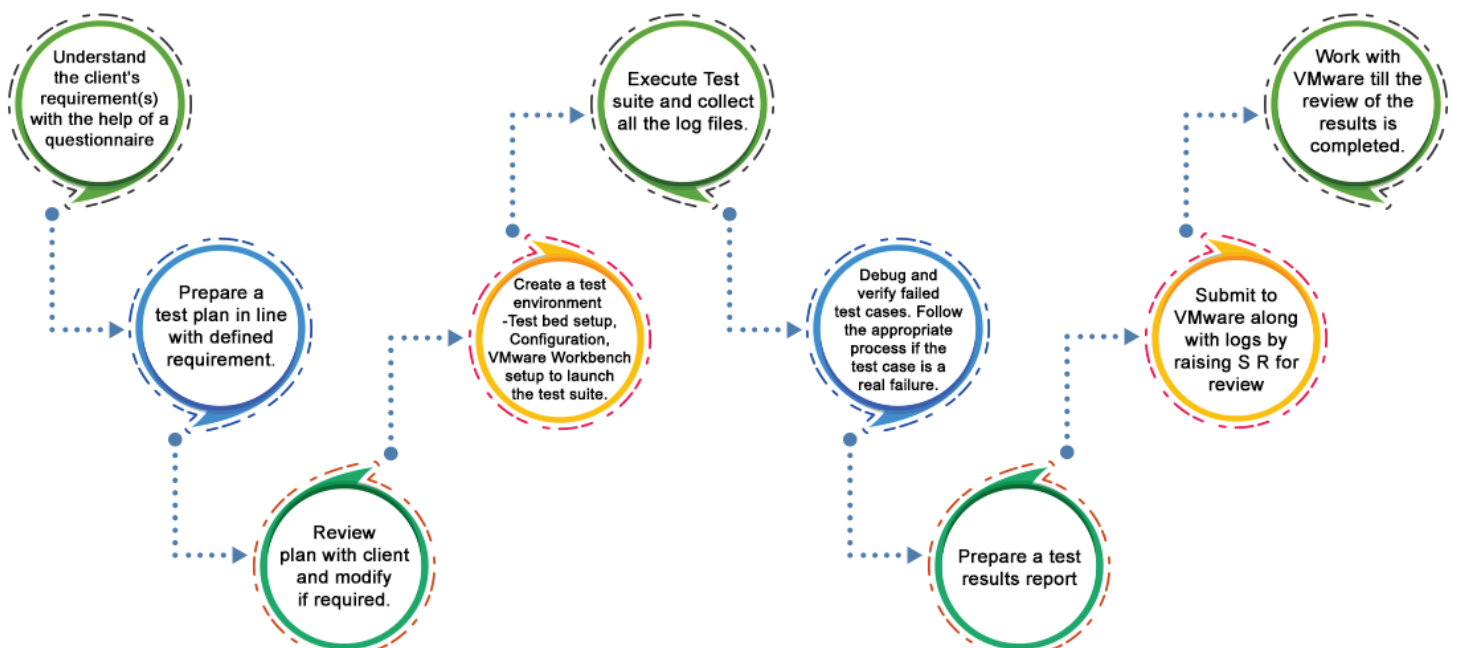 Understand
the client's
requirement(s)
with the help of a
questionnaire
Prepare a
test plan in line
with defined
requirement.
Review
plan with client
and modify
if required.
Create a test
environment
-Test bed setup,
Configuration,
VMware Workbench
setup to launch
the test suite.
Execute Test
suite and collect
all the log files.
Debug and
verify failed
test cases. Follow
the appropriate
process if the
test case is a
real failure.
Prepare a test
results report
Submit to
VMware along
with logs by
raising S R for
review
Work with
VMware till the
review of the
results is
completed.